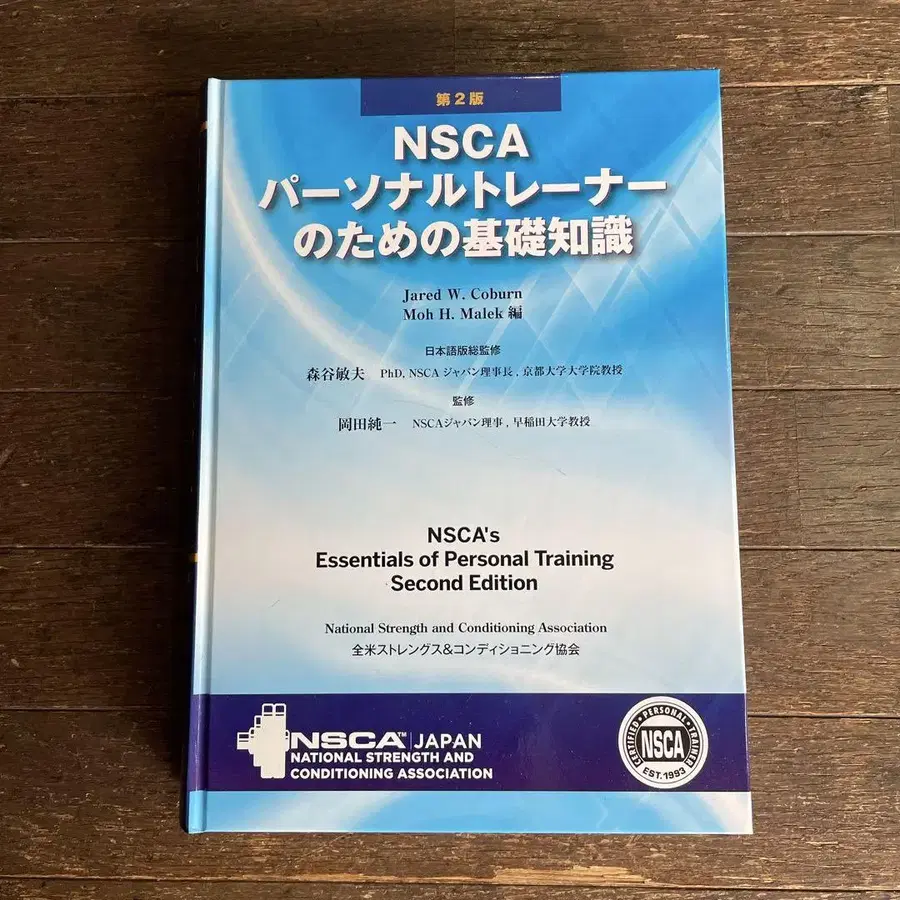 第2版
NSCA
パーソナルトレーナー
のための基礎知識
Jared W. Coburn
Moh H. Malek 編
日本語版総監修
森谷敏夫 PhD, NSCA ジャパン理事長, 京都大学大学院教授
監修
岡田純一 NSCAジャパン理事, 早稲田大学教授
NSCA's
Essentials of Personal Training
Second Edition
National Strength and Conditioning Association
全米ストレングス&コンディショニング協会
NSCA™ JAPAN
NATIONAL STRENGTH AND
CONDITIONING ASSOCIATION
CERTIFIED・PERSONAL・TRAINER
NSCA
EST.1993